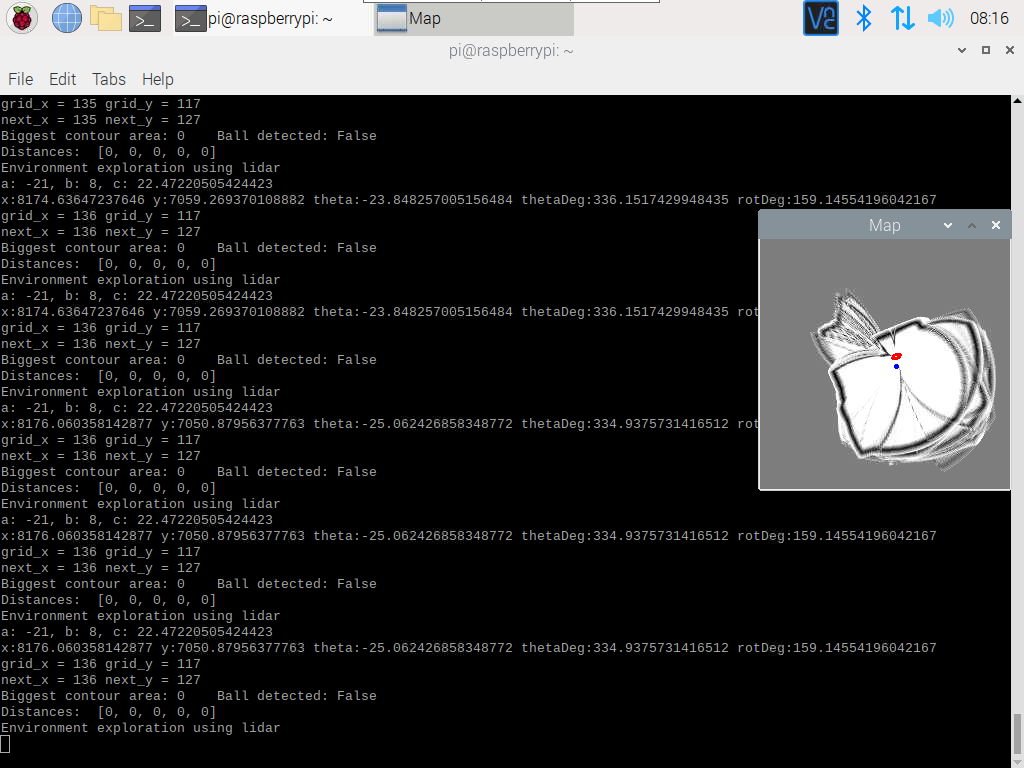 pi@raspberrypi: ~
Map
08:16
pi@raspberrypi: ~
File Edit Tabs Help
grid_x = 135 grid_y = 117
next_x = 135 next_y = 127
Biggest contour area: 0    Ball detected: False
Distances:  [0, 0, 0, 0, 0]
Environment exploration using lidar
a: -21, b: 8, c: 22.47220505424423
x:8174.63647237646 y:7059.269370108882 theta:-23.848257005156484 thetaDeg:336.1517429948435 rotDeg:159.14554196042167
grid_x = 136 grid_y = 117
next_x = 136 next_y = 127
Biggest contour area: 0    Ball detected: False
Distances:  [0, 0, 0, 0, 0]
Environment exploration using lidar
a: -21, b: 8, c: 22.47220505424423
x:8174.63647237646 y:7059.269370108882 theta:-23.848257005156484 thetaDeg:336.1517429948435 rot
grid_x = 136 grid_y = 117
next_x = 136 next_y = 127
Biggest contour area: 0    Ball detected: False
Distances:  [0, 0, 0, 0, 0]
Environment exploration using lidar
a: -21, b: 8, c: 22.47220505424423
x:8176.060358142877 y:7050.87956377763 theta:-25.062426858348772 thetaDeg:334.9375731416512 rot
grid_x = 136 grid_y = 117
next_x = 136 next_y = 127
Biggest contour area: 0    Ball detected: False
Distances:  [0, 0, 0, 0, 0]
Environment exploration using lidar
a: -21, b: 8, c: 22.47220505424423
x:8176.060358142877 y:7050.87956377763 theta:-25.062426858348772 thetaDeg:334.9375731416512 rotDeg:159.14554196042167
grid_x = 136 grid_y = 117
next_x = 136 next_y = 127
Biggest contour area: 0    Ball detected: False
Distances:  [0, 0, 0, 0, 0]
Environment exploration using lidar
a: -21, b: 8, c: 22.47220505424423
x:8176.060358142877 y:7050.87956377763 theta:-25.062426858348772 thetaDeg:334.9375731416512 rotDeg:159.14554196042167
grid_x = 136 grid_y = 117
next_x = 136 next_y = 127
Biggest contour area: 0    Ball detected: False
Distances:  [0, 0, 0, 0, 0]
Environment exploration using lidar
Map